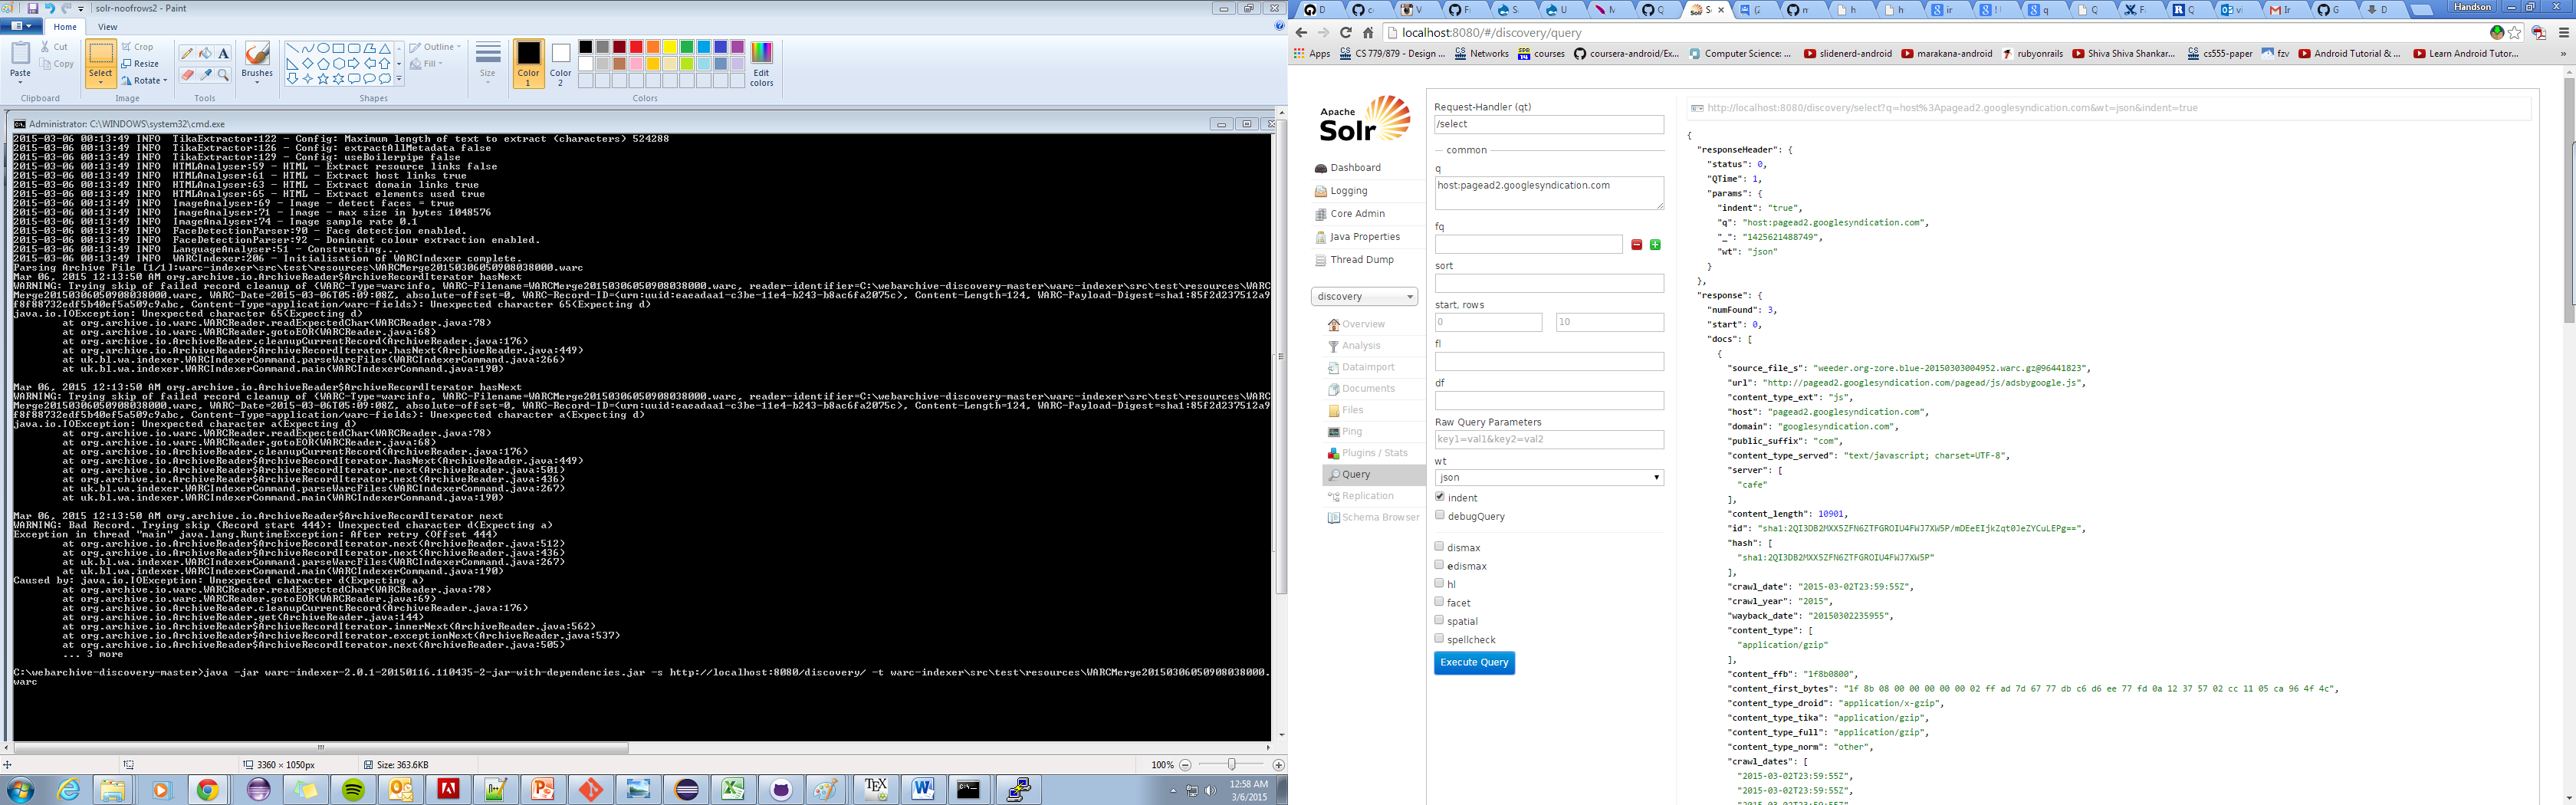 solr-noofrows2 - Paint
Home
View
Paste
Cut
Copy
Clipboard
Select
Crop
Resize
Rotate
Image
Tools
Brushes
Shapes
Outline
Fill
Size
Color 1
Color 2
Edit colors
Colors
Administrator: C:\WINDOWS\system32\cmd.exe
2015-03-06 00:13:49 INFO  TikaExtractor:122 - Config: Maximum length of text to extract (characters) 524288
2015-03-06 00:13:49 INFO  TikaExtractor:126 - Config: extractAllMetadata false
2015-03-06 00:13:49 INFO  TikaExtractor:129 - Config: useBoilerpipe false
2015-03-06 00:13:49 INFO  HTMLAnalyser:59 - HTML - Extract resource links false
2015-03-06 00:13:49 INFO  HTMLAnalyser:61 - HTML - Extract host links true
2015-03-06 00:13:49 INFO  HTMLAnalyser:63 - HTML - Extract domain links true
2015-03-06 00:13:49 INFO  HTMLAnalyser:65 - HTML - Extract elements used true
2015-03-06 00:13:49 INFO  ImageAnalyser:69 - Image - detect faces = true
2015-03-06 00:13:49 INFO  ImageAnalyser:71 - Image - max size in bytes 1048576
2015-03-06 00:13:49 INFO  ImageAnalyser:74 - Image sample rate 0.1
2015-03-06 00:13:49 INFO  FaceDetectionParser:90 - Face detection enabled.
2015-03-06 00:13:49 INFO  FaceDetectionParser:92 - Dominant colour extraction enabled.
2015-03-06 00:13:49 INFO  LanguageAnalyser:51 - Constructing...
2015-03-06 00:13:49 INFO  WARCIndexer:206 - Initialisation of WARCIndexer complete.
Parsing Archive File [1/1]:warc-indexer\src\test\resources\WARCMerge20150306050908038000.warc
Mar 06, 2015 12:13:50 AM org.archive.io.ArchiveReader$ArchiveRecordIterator hasNext
WARNING: Trying skip of failed record cleanup of {WARC-Type=warcinfo, WARC-Filename=WARCMerge20150306050908038000.warc, reader-identifier=C:\webarchive-discovery-master\warc-indexer\src\test\resources\WARC
Merge20150306050908038000.warc, WARC-Date=2015-03-06T05:09:08Z, absolute-offset=0, WARC-Record-ID=<urn:uuid:eaeadaa1-c3be-11e4-b243-b8ac6fa2075c>, Content-Length=124, WARC-Payload-Digest=sha1:85f2d237512a9
f8f88732edf5b40ef5a509c9abc, Content-Type=application/warc-fields}: Unexpected character 65(Expecting d)
java.io.IOException: Unexpected character 65(Expecting d)
at org.archive.io.warc.WARCReader.readExpectedChar(WARCReader.java:78)
at org.archive.io.warc.WARCReader.gotoEOR(WARCReader.java:68)
at org.archive.io.ArchiveReader.cleanupCurrentRecord(ArchiveReader.java:176)
at org.archive.io.ArchiveReader$ArchiveRecordIterator.hasNext(ArchiveReader.java:449)
at uk.bl.wa.indexer.WARCIndexerCommand.parseWarcFiles(WARCIndexerCommand.java:266)
at uk.bl.wa.indexer.WARCIndexerCommand.main(WARCIndexerCommand.java:190)
Mar 06, 2015 12:13:50 AM org.archive.io.ArchiveReader$ArchiveRecordIterator hasNext
WARNING: Trying skip of failed record cleanup of {WARC-Type=warcinfo, WARC-Filename=WARCMerge20150306050908038000.warc, reader-identifier=C:\webarchive-discovery-master\warc-indexer\src\test\resources\WARC
Merge20150306050908038000.warc, WARC-Date=2015-03-06T05:09:08Z, absolute-offset=0, WARC-Record-ID=<urn:uuid:eaeadaa1-c3be-11e4-b243-b8ac6fa2075c>, Content-Length=124, WARC-Payload-Digest=sha1:85f2d237512a9
f8f88732edf5b40ef5a509c9abc, Content-Type=application/warc-fields}: Unexpected character a(Expecting d)
java.io.IOException: Unexpected character a(Expecting d)
at org.archive.io.warc.WARCReader.readExpectedChar(WARCReader.java:78)
at org.archive.io.warc.WARCReader.gotoEOR(WARCReader.java:68)
at org.archive.io.ArchiveReader.cleanupCurrentRecord(ArchiveReader.java:176)
at org.archive.io.ArchiveReader$ArchiveRecordIterator.hasNext(ArchiveReader.java:449)
at org.archive.io.ArchiveReader$ArchiveRecordIterator.next(ArchiveReader.java:501)
at org.archive.io.ArchiveReader$ArchiveRecordIterator.next(ArchiveReader.java:436)
at uk.bl.wa.indexer.WARCIndexerCommand.parseWarcFiles(WARCIndexerCommand.java:267)
at uk.bl.wa.indexer.WARCIndexerCommand.main(WARCIndexerCommand.java:190)
Mar 06, 2015 12:13:50 AM org.archive.io.ArchiveReader$ArchiveRecordIterator next
WARNING: Bad Record. Trying skip (Record start 444): Unexpected character d(Expecting a)
Exception in thread "main" java.lang.RuntimeException: After retry (Offset 444)
at org.archive.io.ArchiveReader$ArchiveRecordIterator.next(ArchiveReader.java:512)
at org.archive.io.ArchiveReader$ArchiveRecordIterator.next(ArchiveReader.java:436)
at uk.bl.wa.indexer.WARCIndexerCommand.parseWarcFiles(WARCIndexerCommand.java:267)
at uk.bl.wa.indexer.WARCIndexerCommand.main(WARCIndexerCommand.java:190)
Caused by: java.io.IOException: Unexpected character d(Expecting a)
at org.archive.io.warc.WARCReader.readExpectedChar(WARCReader.java:78)
at org.archive.io.warc.WARCReader.gotoEOR(WARCReader.java:69)
at org.archive.io.ArchiveReader.cleanupCurrentRecord(ArchiveReader.java:176)
at org.archive.io.ArchiveReader.get(ArchiveReader.java:144)
at org.archive.io.ArchiveReader$ArchiveRecordIterator.innerNext(ArchiveReader.java:562)
at org.archive.io.ArchiveReader$ArchiveRecordIterator.exceptionNext(ArchiveReader.java:537)
at org.archive.io.ArchiveReader$ArchiveRecordIterator.next(ArchiveReader.java:505)
... 3 more
C:\webarchive-discovery-master>java -jar warc-indexer-2.0.1-20150116.110435-2-jar-with-dependencies.jar -s http://localhost:8080/discovery/ -t warc-indexer\src\test\resources\WARCMerge20150306050908038000.
warc
3360 × 1050px
Size: 363.6KB
100%
12:58 AM
3/6/2015
Handson
localhost:8080/#/discovery/query
Apps
CS 779/879 - Design ...
Networks
courses
coursera-android/Ex...
Computer Science: ...
slidenerd-android
marakana-android
rubyonrails
Shiva Shiva Shankar...
cs555-paper
fzv
Android Tutorial & ...
Learn Android Tutor...
Apache
Solr
Dashboard
Logging
Core Admin
Java Properties
Thread Dump
discovery
Overview
Analysis
Dataimport
Documents
Files
Ping
Plugins / Stats
Query
Replication
Schema Browser
Request-Handler (qt)
/select
common
q
host:pagead2.googlesyndication.com
fq
sort
start, rows
0
10
fl
df
Raw Query Parameters
key1=val1&key2=val2
wt
json
indent
debugQuery
dismax
edismax
hl
facet
spatial
spellcheck
Execute Query
http://localhost:8080/discovery/select?q=host%3Apagead2.googlesyndication.com&wt=json&indent=true
{
"responseHeader": {
"status": 0,
"QTime": 1,
"params": {
"indent": "true",
"q": "host:pagead2.googlesyndication.com",
"_": "1425621488749",
"wt": "json"
}
},
"response": {
"numFound": 3,
"start": 0,
"docs": [
{
"source_file_s": "weeder.org-zore.blue-20150303004952.warc.gz@96441823",
"url": "http://pagead2.googlesyndication.com/pagead/js/adsbygoogle.js",
"content_type_ext": "js",
"host": "pagead2.googlesyndication.com",
"domain": "googlesyndication.com",
"public_suffix": "com",
"content_type_served": "text/javascript; charset=UTF-8",
"server": [
"cafe"
],
"content_length": 10901,
"id": "sha1:2QI3DB2MXX5ZFN6ZTFGROIU4FWJ7XW5P/mDEeEIjkZqt0JeZYCuLEPg==",
"hash": [
"sha1:2QI3DB2MXX5ZFN6ZTFGROIU4FWJ7XW5P"
],
"crawl_date": "2015-03-02T23:59:55Z",
"crawl_year": "2015",
"wayback_date": "20150302235955",
"content_type": [
"application/gzip"
],
"content_ffb": "1f8b0800",
"content_first_bytes": "1f 8b 08 00 00 00 00 00 02 ff ad 7d 67 77 db c6 d6 ee 77 fd 0a 12 37 57 02 cc 11 05 ca 96 4f 4c",
"content_type_droid": "application/x-gzip",
"content_type_tika": "application/gzip",
"content_type_full": "application/gzip",
"content_type_norm": "other",
"crawl_dates": [
"2015-03-02T23:59:55Z",
"2015-03-02T23:59:55Z",